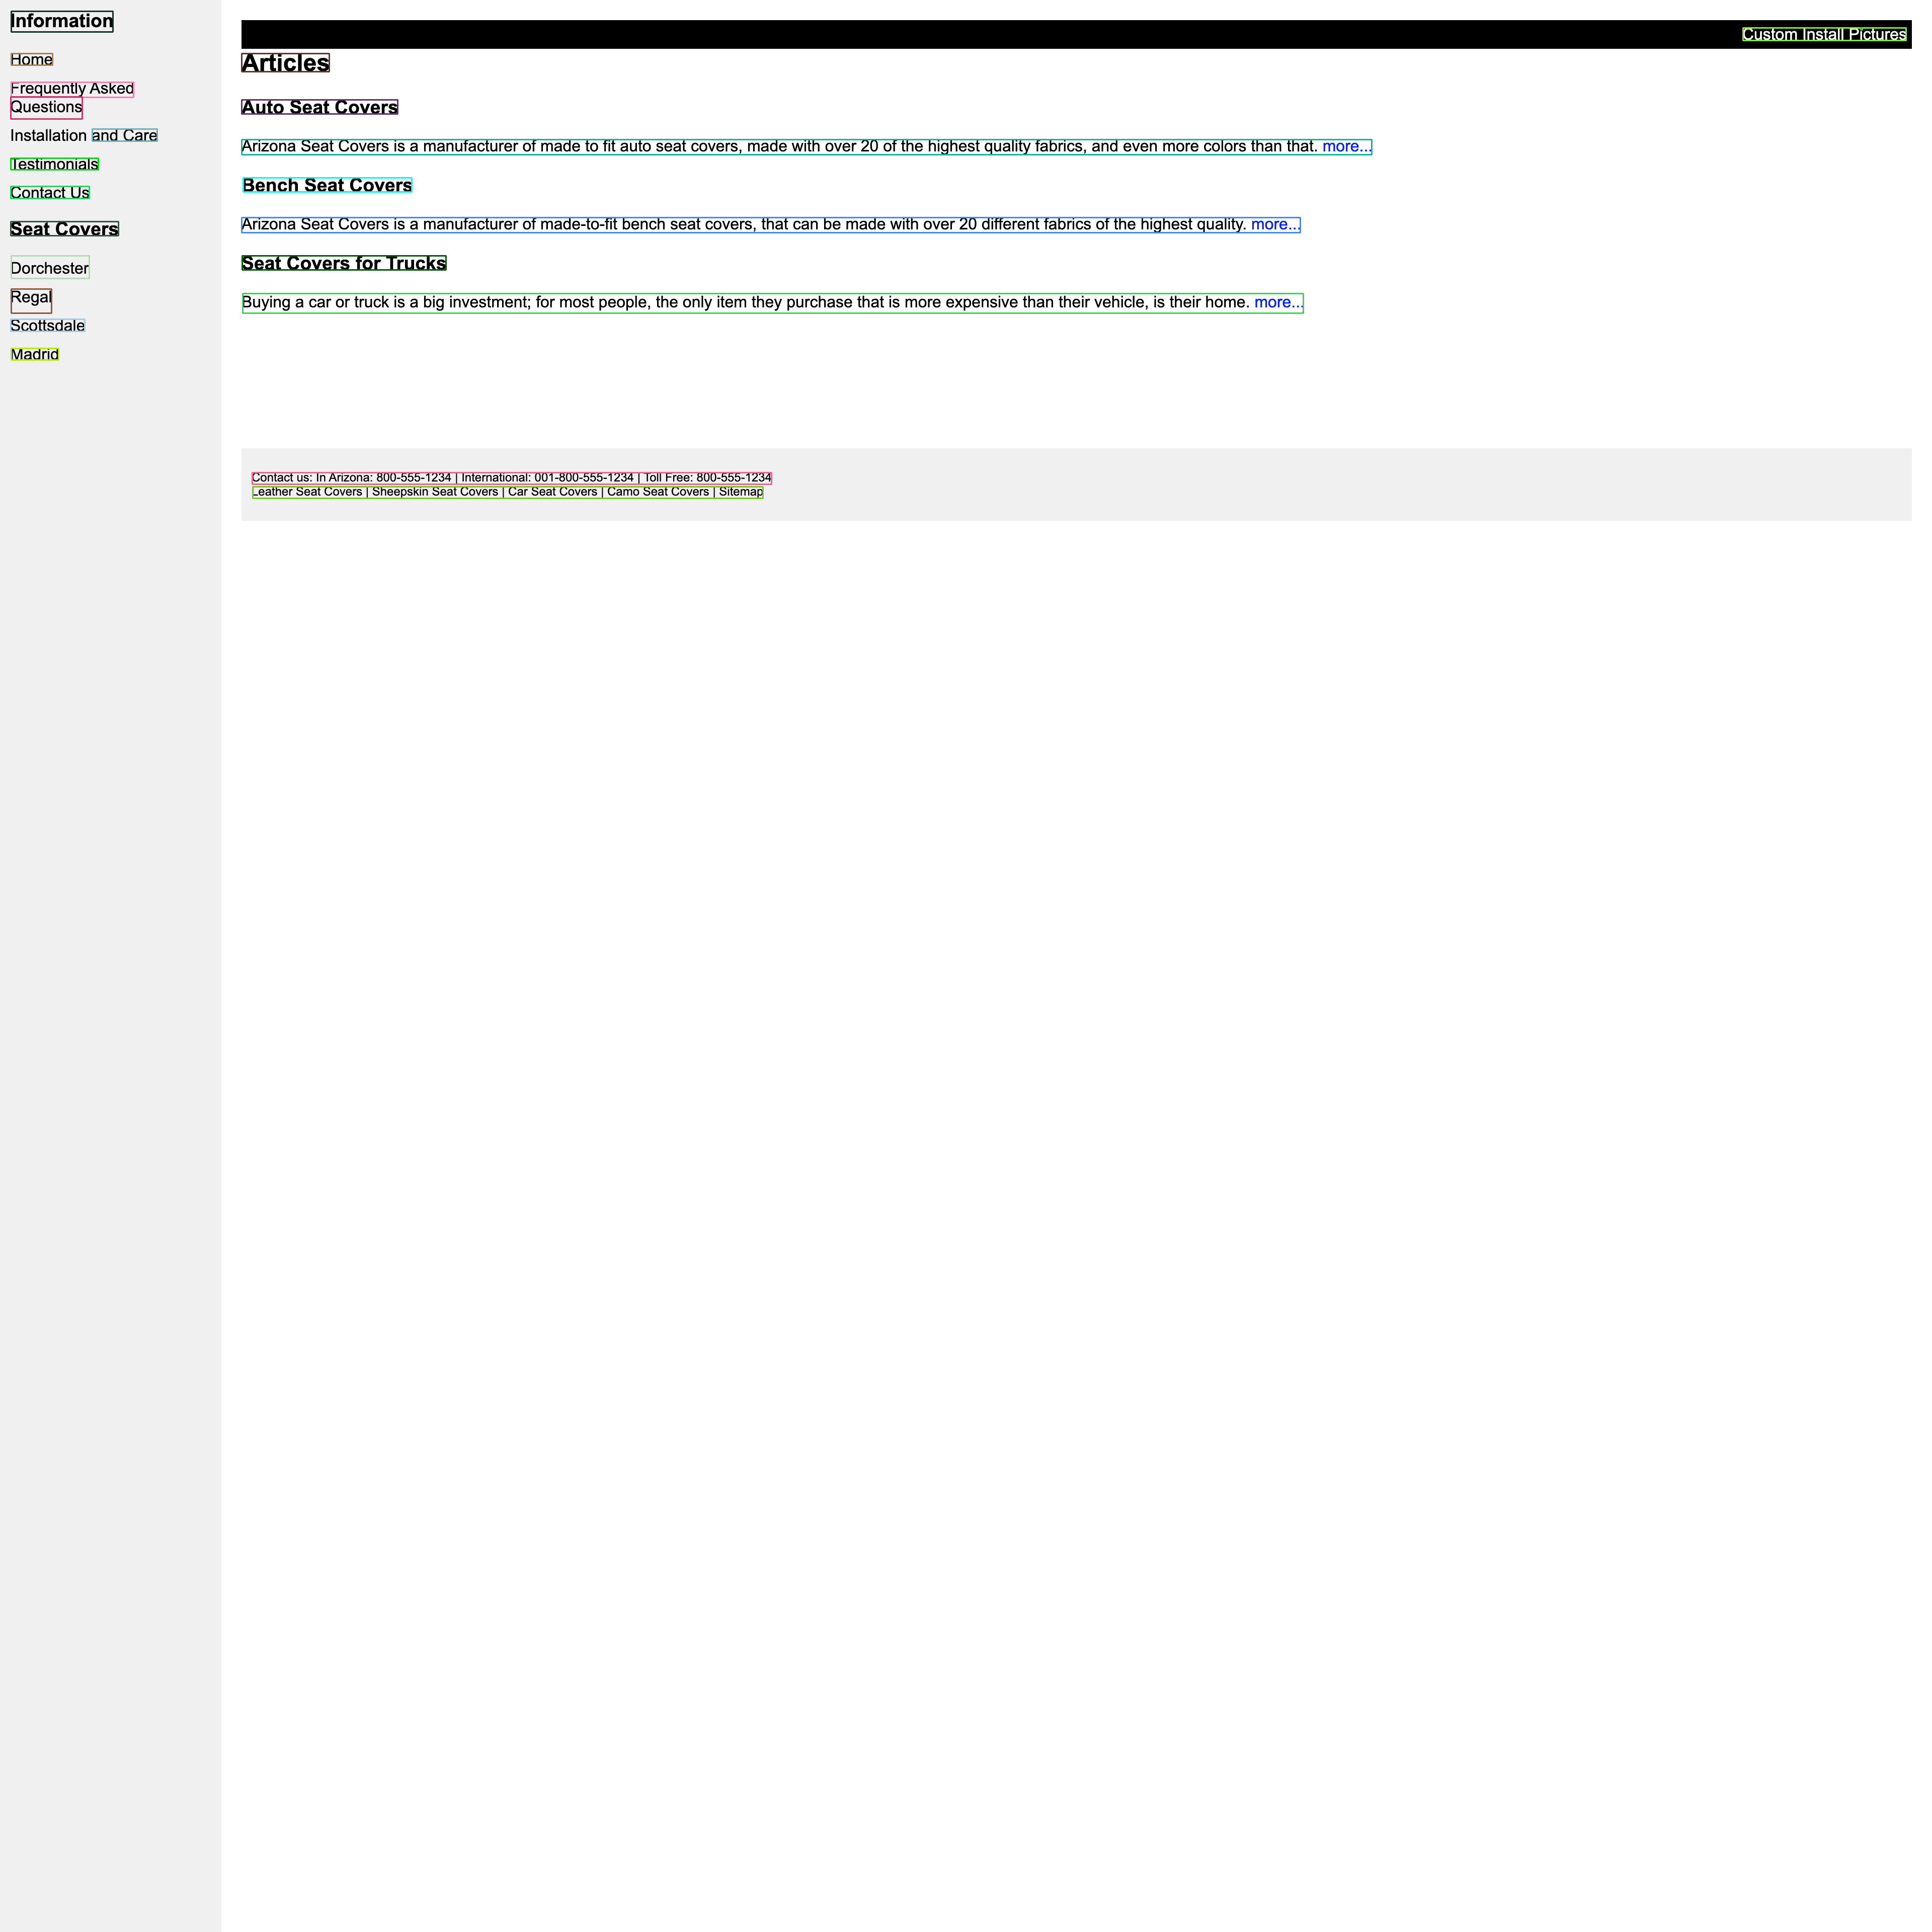 Information
Home
Frequently Asked
Questions
Installation and Care
Testimonials
Contact Us
Seat Covers
Dorchester
Regal
Scottsdale
Madrid
Custom Install Pictures
Articles
Auto Seat Covers
Arizona Seat Covers is a manufacturer of made to fit auto seat covers, made with over 20 of the highest quality fabrics, and even more colors than that. more...
Bench Seat Covers
Arizona Seat Covers is a manufacturer of made-to-fit bench seat covers, that can be made with over 20 different fabrics of the highest quality. more...
Seat Covers for Trucks
Buying a car or truck is a big investment; for most people, the only item they purchase that is more expensive than their vehicle, is their home. more...
Contact us: In Arizona: 800-555-1234 | International: 001-800-555-1234 | Toll Free: 800-555-1234
Leather Seat Covers | Sheepskin Seat Covers | Car Seat Covers | Camo Seat Covers | Sitemap